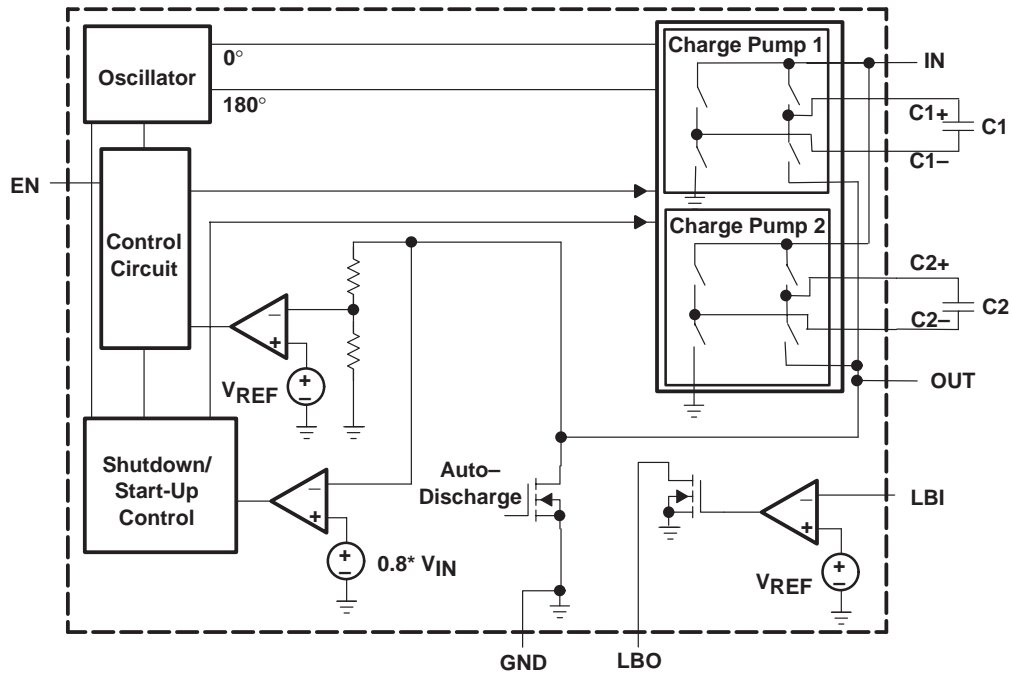 Oscillator
0°
180°
Charge Pump 1
IN
C1+
C1
C1–
EN
Control
Circuit
Charge Pump 2
C2+
C2
C2–
–
+
VREF
+
–
OUT
Shutdown/
Start-Up
Control
–
+
0.8* VIN
+
–
Auto–
Discharge
–
+
LBI
VREF
+
–
GND
LBO